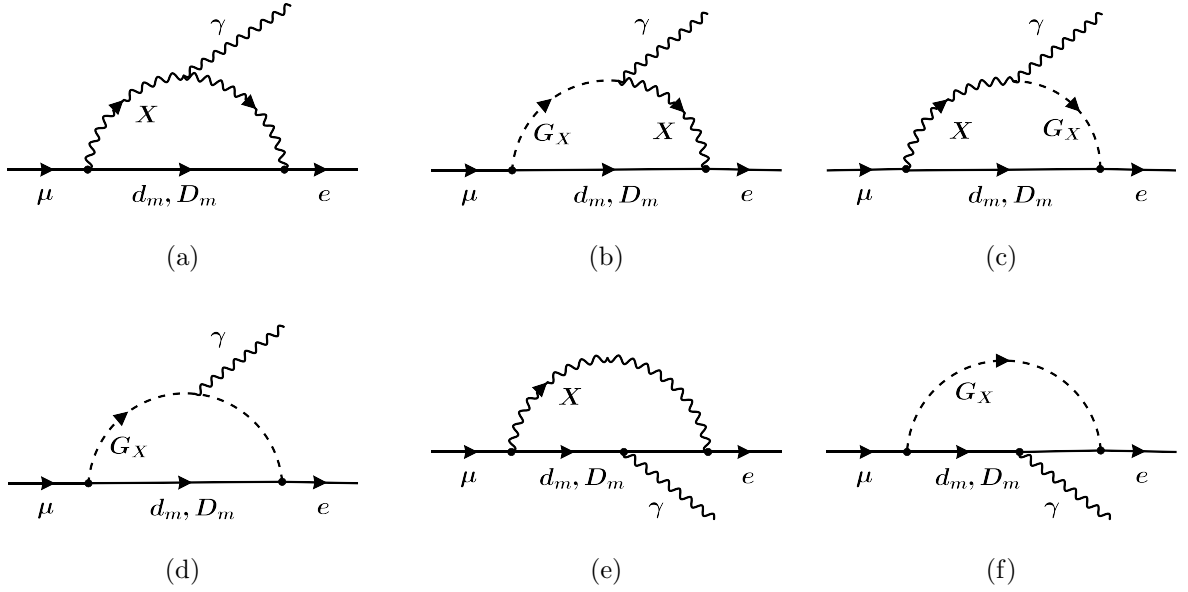 γ γ γ
X G_X X X G_X
μ d_m, D_m e μ d_m, D_m e μ d_m, D_m e
(a) (b) (c)
γ
X G_X
G_X
μ d_m, D_m e μ d_m, D_m e
μ d_m, D_m e γ γ
(d) (e) (f)